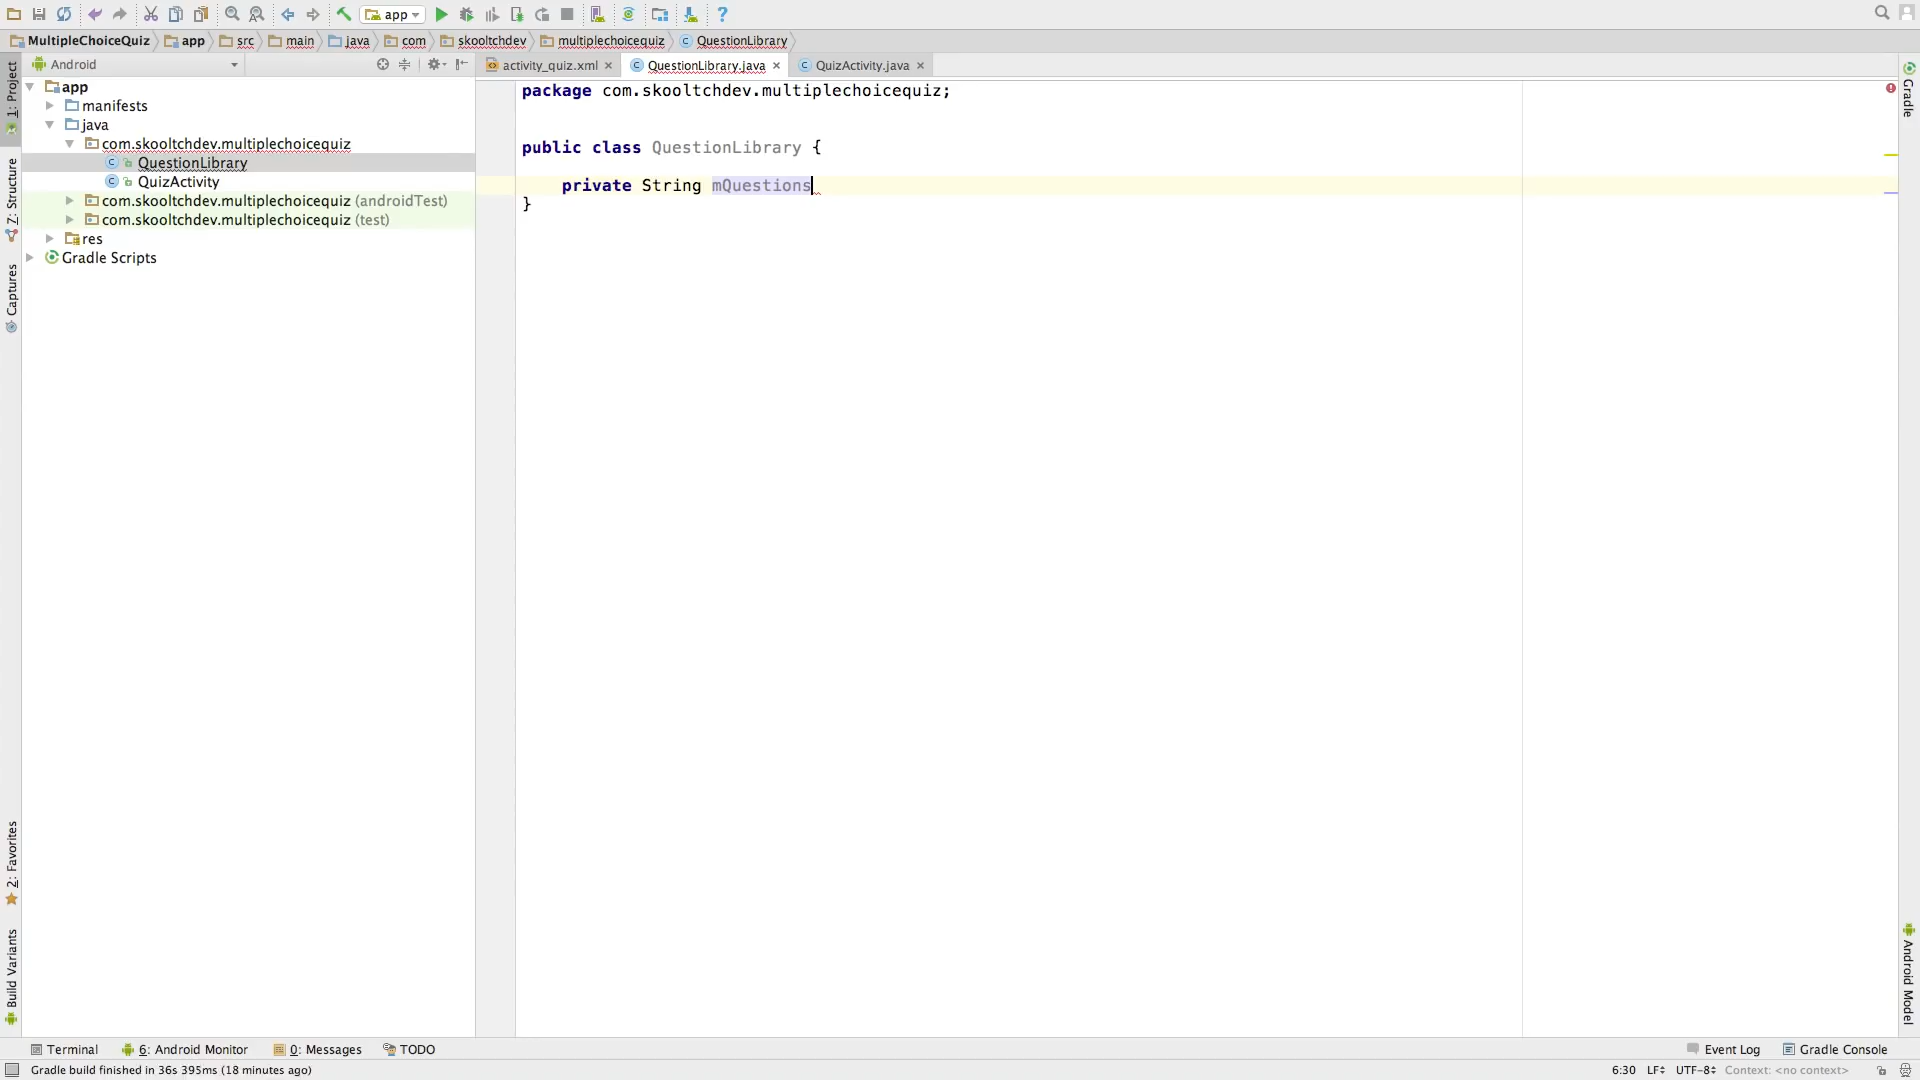 app
MultipleChoiceQuiz app src main java com skooltchdev multiplechoicequiz QuestionLibrary
Android
activity_quiz.xml QuestionLibrary.java QuizActivity.java
1: Project
Z: Structure
Captures
2: Favorites
Build Variants
app
manifests
java
com.skooltchdev.multiplechoicequiz
QuestionLibrary
QuizActivity
com.skooltchdev.multiplechoicequiz (androidTest)
com.skooltchdev.multiplechoicequiz (test)
res
Gradle Scripts
package com.skooltchdev.multiplechoicequiz;
public class QuestionLibrary {
private String mQuestions
}
Gradle
Android Model
Terminal 6: Android Monitor 0: Messages TODO Event Log Gradle Console
Gradle build finished in 36s 395ms (18 minutes ago) 6:30 LF UTF-8 Context: <no context>